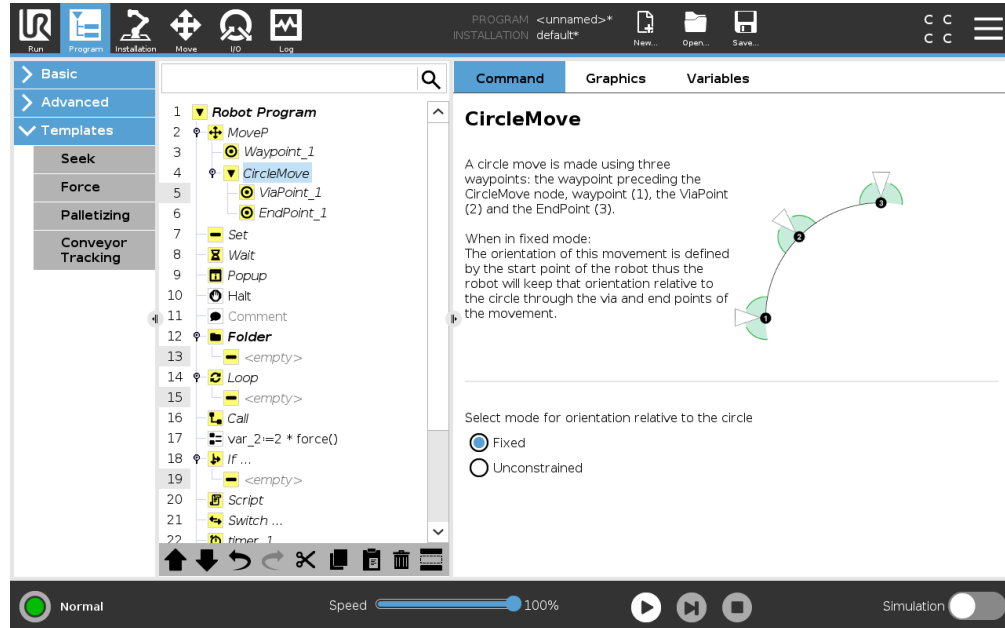 PROGRAM <unnamed>*
INSTALLATION default*
C C
C C
UR
Run
Program
Installation
Move
I/O
Log
New...
Open...
Save...
Basic
Advanced
Templates
Seek
Force
Palletizing
Conveyor
Tracking
1 Robot Program
2 MoveP
3 Waypoint_1
4 CircleMove
5 ViaPoint_1
6 EndPoint_1
7 Set
8 Wait
9 Popup
10 Halt
11 Comment
12 Folder
13 <empty>
14 Loop
15 <empty>
16 Call
17 var_2:=2 * force()
18 If ...
19 <empty>
20 Script
21 Switch ...
22 timer_1
Command Graphics Variables
CircleMove
A circle move is made using three
waypoints: the waypoint preceding the
CircleMove node, waypoint (1), the ViaPoint
(2) and the EndPoint (3).
When in fixed mode:
The orientation of this movement is defined
by the start point of the robot thus the
robot will keep that orientation relative to
the circle through the via and end points of
the movement.
3
2
1
Select mode for orientation relative to the circle
Fixed
Unconstrained
Normal
Speed 100%
Simulation